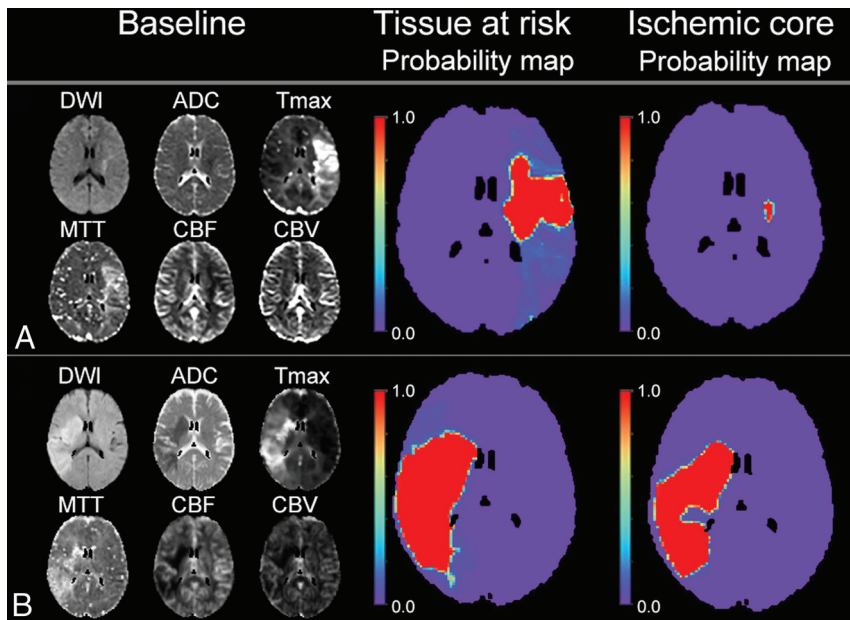 Baseline
Tissue at risk
Probability map
Ischemic core
Probability map
DWI ADC Tmax
MTT CBF CBV
1.0
0.0
1.0
0.0
A
DWI ADC Tmax
MTT CBF CBV
1.0
0.0
1.0
0.0
B